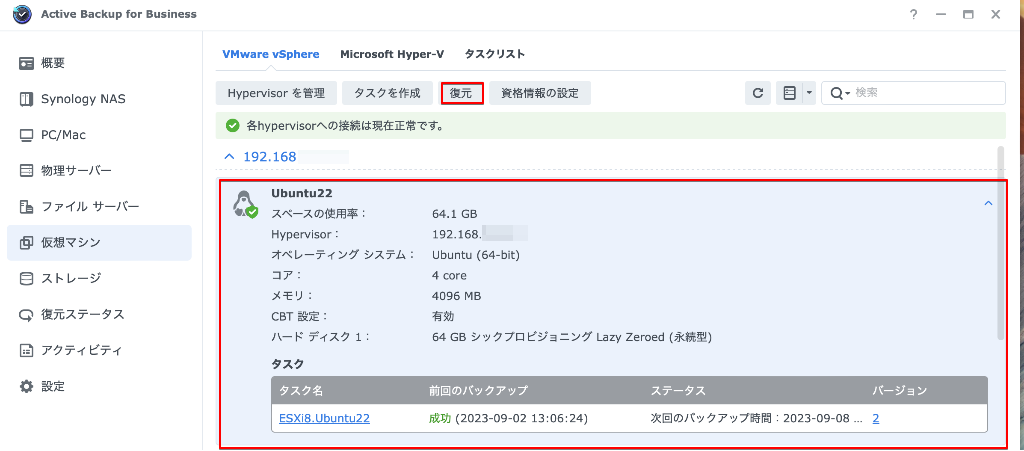 Active Backup for Business
概要
Synology NAS
PC/Mac
物理サーバー
ファイル サーバー
仮想マシン
ストレージ
復元ステータス
アクティビティ
設定
VMware vSphere Microsoft Hyper-V タスクリスト
Hypervisor を管理 タスクを作成 復元 資格情報の設定 検索
各hypervisorへの接続は現在正常です。
192.168
Ubuntu22
スペースの使用率： 64.1 GB
Hypervisor： 192.168.
オペレーティング システム： Ubuntu (64-bit)
コア： 4 core
メモリ： 4096 MB
CBT 設定： 有効
ハード ディスク 1： 64 GB シックプロビジョニング Lazy Zeroed (永続型)
タスク
タスク名 前回のバックアップ ステータス バージョン
ESXi8.Ubuntu22 成功 (2023-09-02 13:06:24) 次回のバックアップ時間：2023-09-08 ... 2